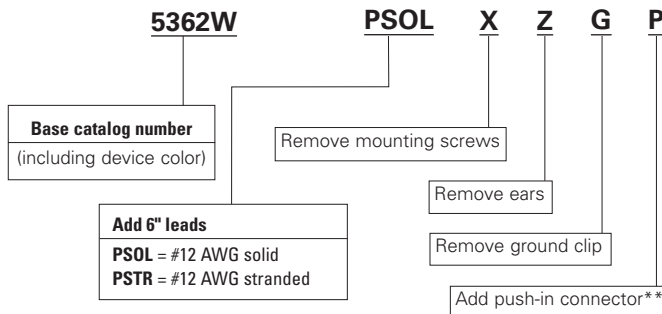 5362W PSOL X Z G P
Base catalog number
(including device color)
Remove mounting screws
Remove ears
Add 6" leads
PSOL = #12 AWG solid
PSTR = #12 AWG stranded
Remove ground clip
Add push-in connector**